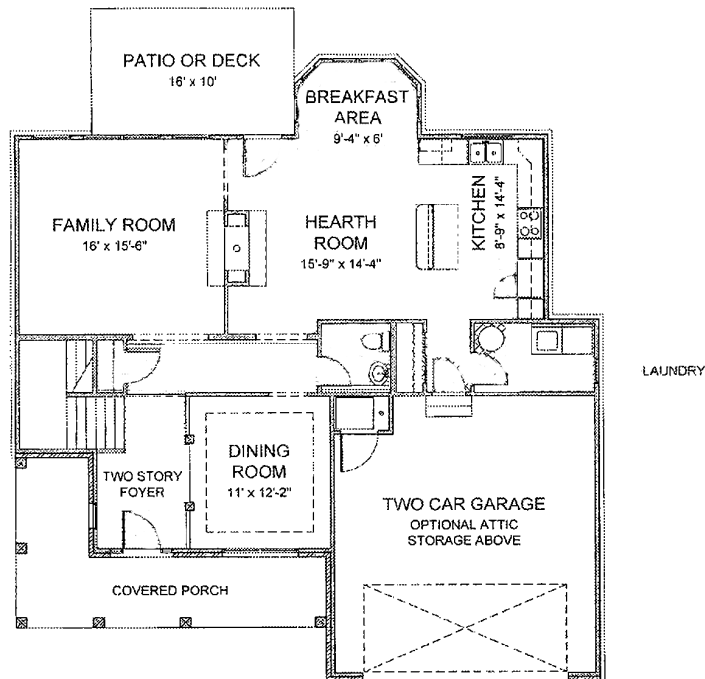 PATIO OR DECK
16' x 10'
BREAKFAST
AREA
9'-4" x 6'
FAMILY ROOM
16' x 15'-6"
HEARTH
ROOM
15'-9" x 14'-4"
KITCHEN
8'-9" x 14'-4"
LAUNDRY
DINING
ROOM
11' x 12'-2"
TWO STORY
FOYER
TWO CAR GARAGE
OPTIONAL ATTIC
STORAGE ABOVE
COVERED PORCH